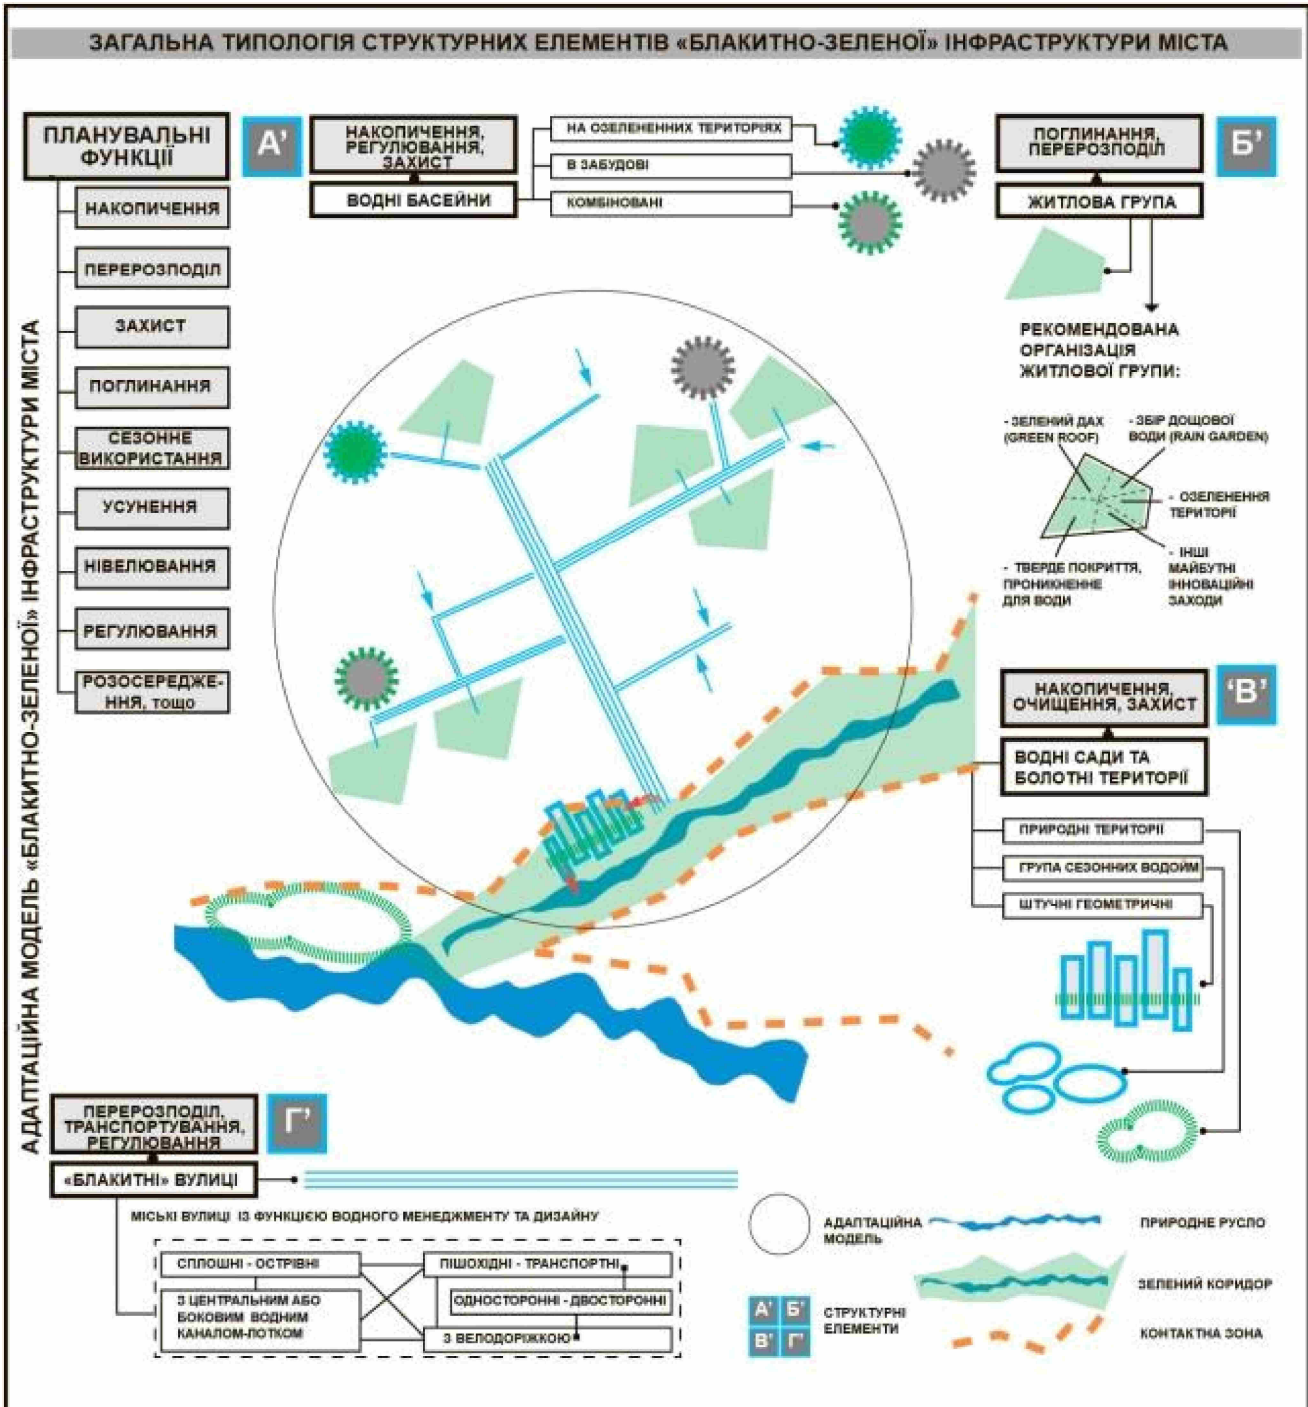 ЗАГАЛЬНА ТИПОЛОГІЯ СТРУКТУРНИХ ЕЛЕМЕНТІВ «БЛАКИТНО-ЗЕЛЕНОЇ» ІНФРАСТРУКТУРИ МІСТА
АДАПТАЦІЙНА МОДЕЛЬ «БЛАКИТНО-ЗЕЛЕНОЇ» ІНФРАСТРУКТУРИ МІСТА
ПЛАНУВАЛЬНІ
ФУНКЦІЇ
НАКОПИЧЕННЯ
ПЕРЕРОЗПОДІЛ
ЗАХИСТ
ПОГЛИНАННЯ
СЕЗОННЕ
ВИКОРИСТАННЯ
УСУНЕННЯ
НІВЕЛЮВАННЯ
РЕГУЛЮВАННЯ
РОЗОСЕРЕДЖЕ-
ННЯ, тощо
А'
НАКОПИЧЕННЯ,
РЕГУЛЮВАННЯ,
ЗАХИСТ
ВОДНІ БАСЕЙНИ
НА ОЗЕЛЕНЕННИХ ТЕРИТОРІЯХ
В ЗАБУДОВІ
КОМБІНОВАНІ
ПОГЛИНАННЯ,
ПЕРЕРОЗПОДІЛ
Б'
ЖИТЛОВА ГРУПА
РЕКОМЕНДОВАНА
ОРГАНІЗАЦІЯ
ЖИТЛОВОЇ ГРУПИ:
- ЗЕЛЕНИЙ ДАХ
(GREEN ROOF)
- ЗБІР ДОЩОВОЇ
ВОДИ (RAIN GARDEN)
- ОЗЕЛЕНЕННЯ
ТЕРИТОРІЇ
- ТВЕРДЕ ПОКРИТТЯ,
ПРОНИКНЕННЕ
ДЛЯ ВОДИ
- ІНШІ
МАЙБУТНІ
ІННОВАЦІЙНІ
ЗАХОДИ
НАКОПИЧЕННЯ,
ОЧИЩЕННЯ, ЗАХИСТ
'В'
ВОДНІ САДИ ТА
БОЛОТНІ ТЕРИТОРІЇ
ПРИРОДНІ ТЕРИТОРІЇ
ГРУПА СЕЗОННИХ ВОДОЙМ
ШТУЧНІ ГЕОМЕТРИЧНІ
ПЕРЕРОЗПОДІЛ,
ТРАНСПОРТУВАННЯ,
РЕГУЛЮВАННЯ
Г'
«БЛАКИТНІ» ВУЛИЦІ
МІСЬКІ ВУЛИЦІ ІЗ ФУНКЦІЄЮ ВОДНОГО МЕНЕДЖМЕНТУ ТА ДИЗАЙНУ
СПЛОШНІ - ОСТРІВНІ
З ЦЕНТРАЛЬНИМ АБО
БОКОВИМ ВОДНИМ
КАНАЛОМ-ЛОТКОМ
ПІШОХІДНІ - ТРАНСПОРТНІ
ОДНОСТОРОННІ - ДВОСТОРОННІ
З ВЕЛОДОРІЖКОЮ
АДАПТАЦІЙНА
МОДЕЛЬ
А' Б'
В' Г'
СТРУКТУРНІ
ЕЛЕМЕНТИ
ПРИРОДНЕ РУСЛО
ЗЕЛЕНИЙ КОРИДОР
КОНТАКТНА ЗОНА